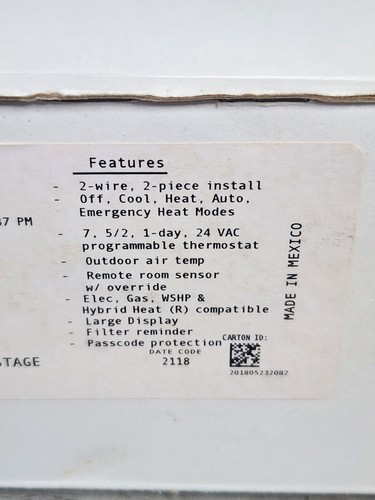 Features
- 2-wire, 2-piece install
- Off, Cool, Heat, Auto,
Emergency Heat Modes
37 PM
- 7, 5/2, 1-day, 24 VAC
programmable thermostat
- Outdoor air temp
- Remote room sensor
w/ override
- Elec, Gas, WSHP &
Hybrid Heat (R) compatible
- Large Display
- Filter reminder
- Passcode protection
CARTON ID:
DATE CODE
2118
STAGE
201805232082
MADE IN MEXICO